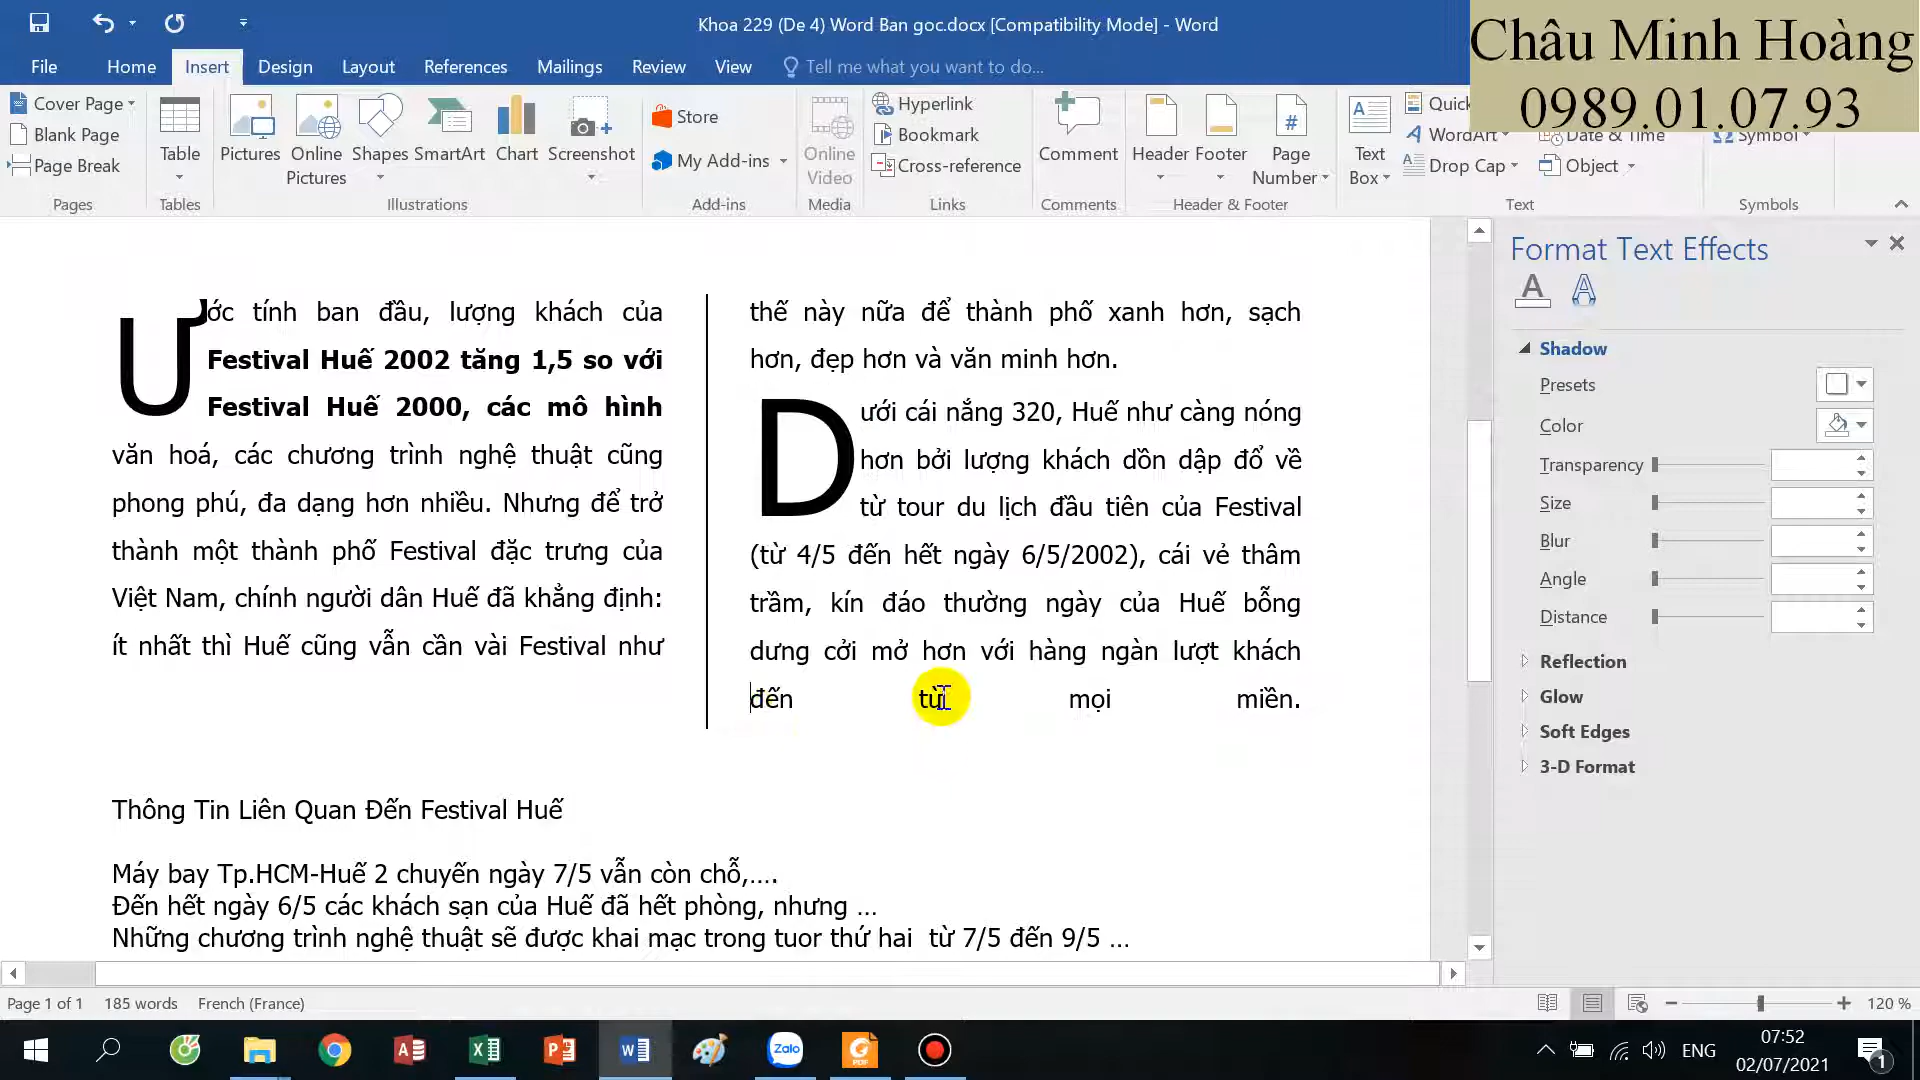 Khoa 229 (De 4) Word Ban goc.docx [Compatibility Mode] - Word
Châu Minh Hoàng
0989.01.07.93
File Home Insert Design Layout References Mailings Review View Tell me what you want to do...
Cover Page
Blank Page
Page Break
Pages
Table
Tables
Pictures
Online Pictures
Shapes
SmartArt
Chart
Screenshot
Illustrations
Store
My Add-ins
Add-ins
Online Video
Media
Hyperlink
Bookmark
Cross-reference
Links
Comment
Comments
Header
Footer
Page Number
Header & Footer
Text Box
Quick
WordArt
Drop Cap
Date & Time
Object
Text
Symbol
Symbols
Ước tính ban đầu, lượng khách của
Festival Huế 2002 tăng 1,5 so với
Festival Huế 2000, các mô hình
văn hoá, các chương trình nghệ thuật cũng
phong phú, đa dạng hơn nhiều. Nhưng để trở
thành một thành phố Festival đặc trưng của
Việt Nam, chính người dân Huế đã khẳng định:
ít nhất thì Huế cũng vẫn cần vài Festival như
thế này nữa để thành phố xanh hơn, sạch
hơn, đẹp hơn và văn minh hơn.
Dưới cái nắng 320, Huế như càng nóng
hơn bởi lượng khách dồn dập đổ về
từ tour du lịch đầu tiên của Festival
(từ 4/5 đến hết ngày 6/5/2002), cái vẻ thâm
trầm, kín đáo thường ngày của Huế bỗng
dưng cởi mở hơn với hàng ngàn lượt khách
đến từ mọi miền.
Thông Tin Liên Quan Đến Festival Huế
Máy bay Tp.HCM-Huế 2 chuyến ngày 7/5 vẫn còn chỗ,....
Đến hết ngày 6/5 các khách sạn của Huế đã hết phòng, nhưng ...
Những chương trình nghệ thuật sẽ được khai mạc trong tuor thứ hai từ 7/5 đến 9/5 ...
Format Text Effects
Shadow
Presets
Color
Transparency
Size
Blur
Angle
Distance
Reflection
Glow
Soft Edges
3-D Format
Page 1 of 1 185 words French (France)
120 %
Zalo
PDF
ENG
07:52
02/07/2021
1